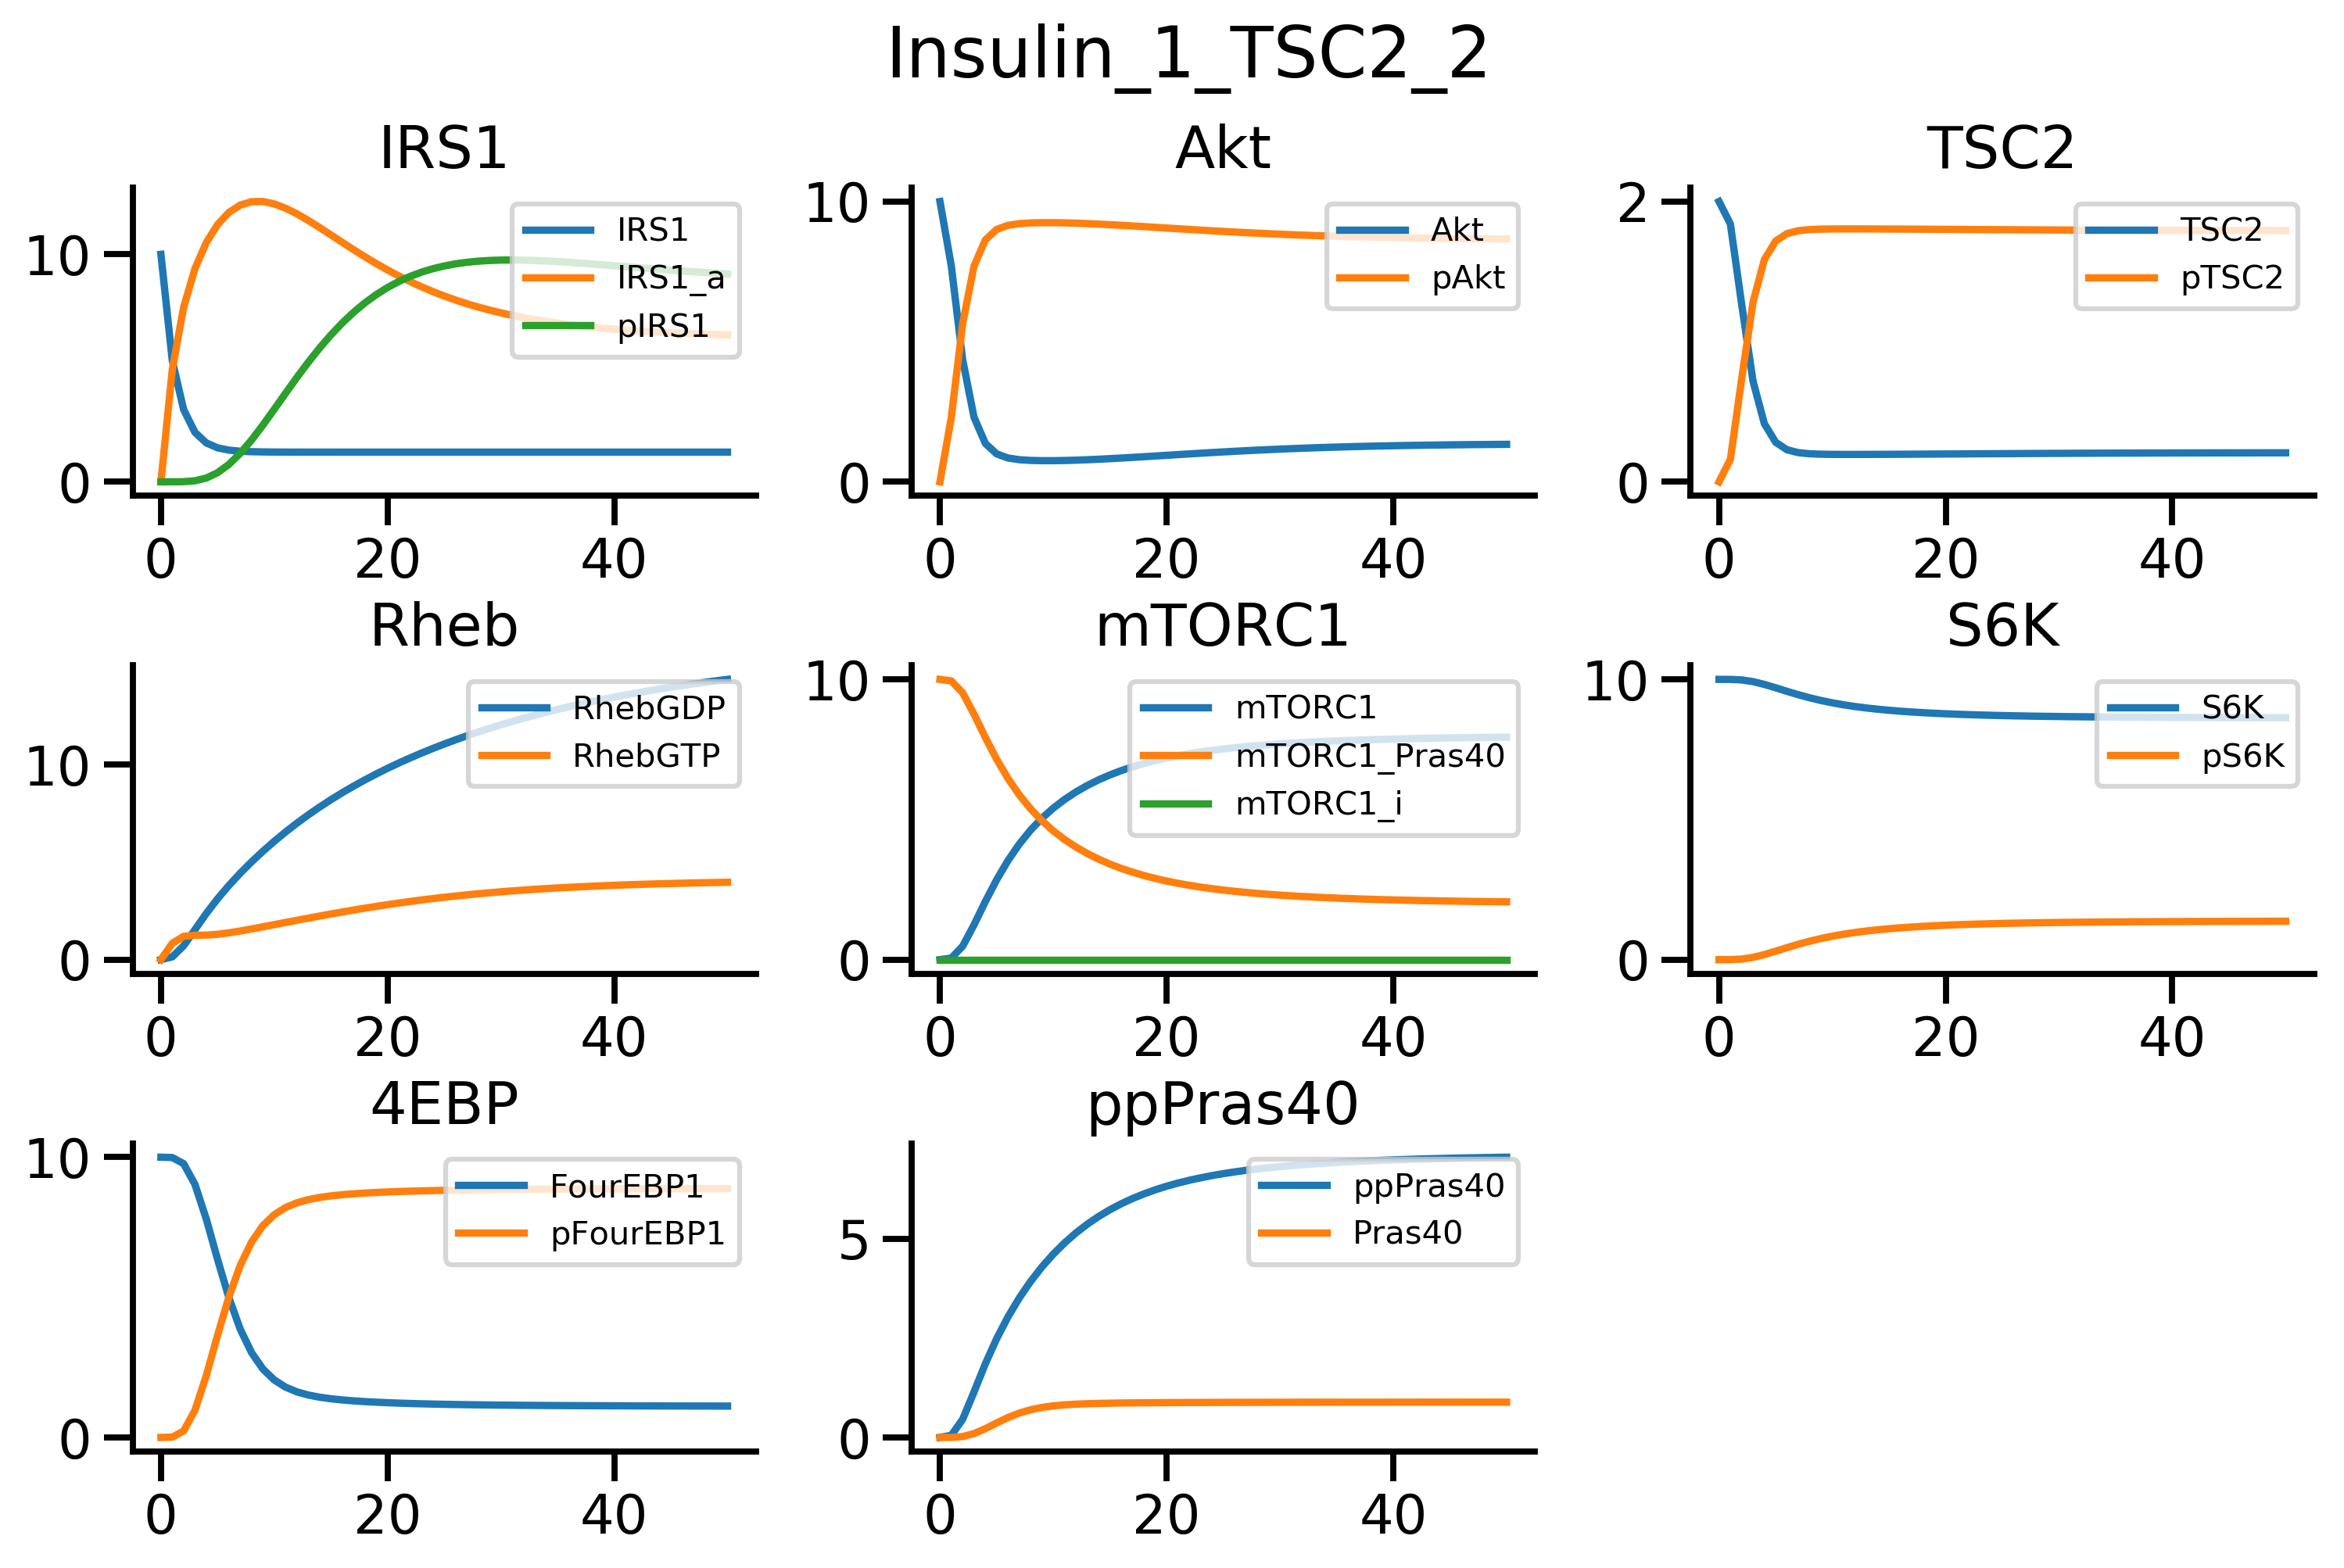 Insulin_1_TSC2_2
IRS1
10
0
0 20 40
IRS1
IRS1_a
pIRS1
Akt
10
0
0 20 40
Akt
pAkt
TSC2
2
0
0 20 40
TSC2
pTSC2
Rheb
10
0
0 20 40
RhebGDP
RhebGTP
mTORC1
10
0
0 20 40
mTORC1
mTORC1_Pras40
mTORC1_i
S6K
10
0
0 20 40
S6K
pS6K
4EBP
10
0
0 20 40
FourEBP1
pFourEBP1
ppPras40
5
0
0 20 40
ppPras40
Pras40